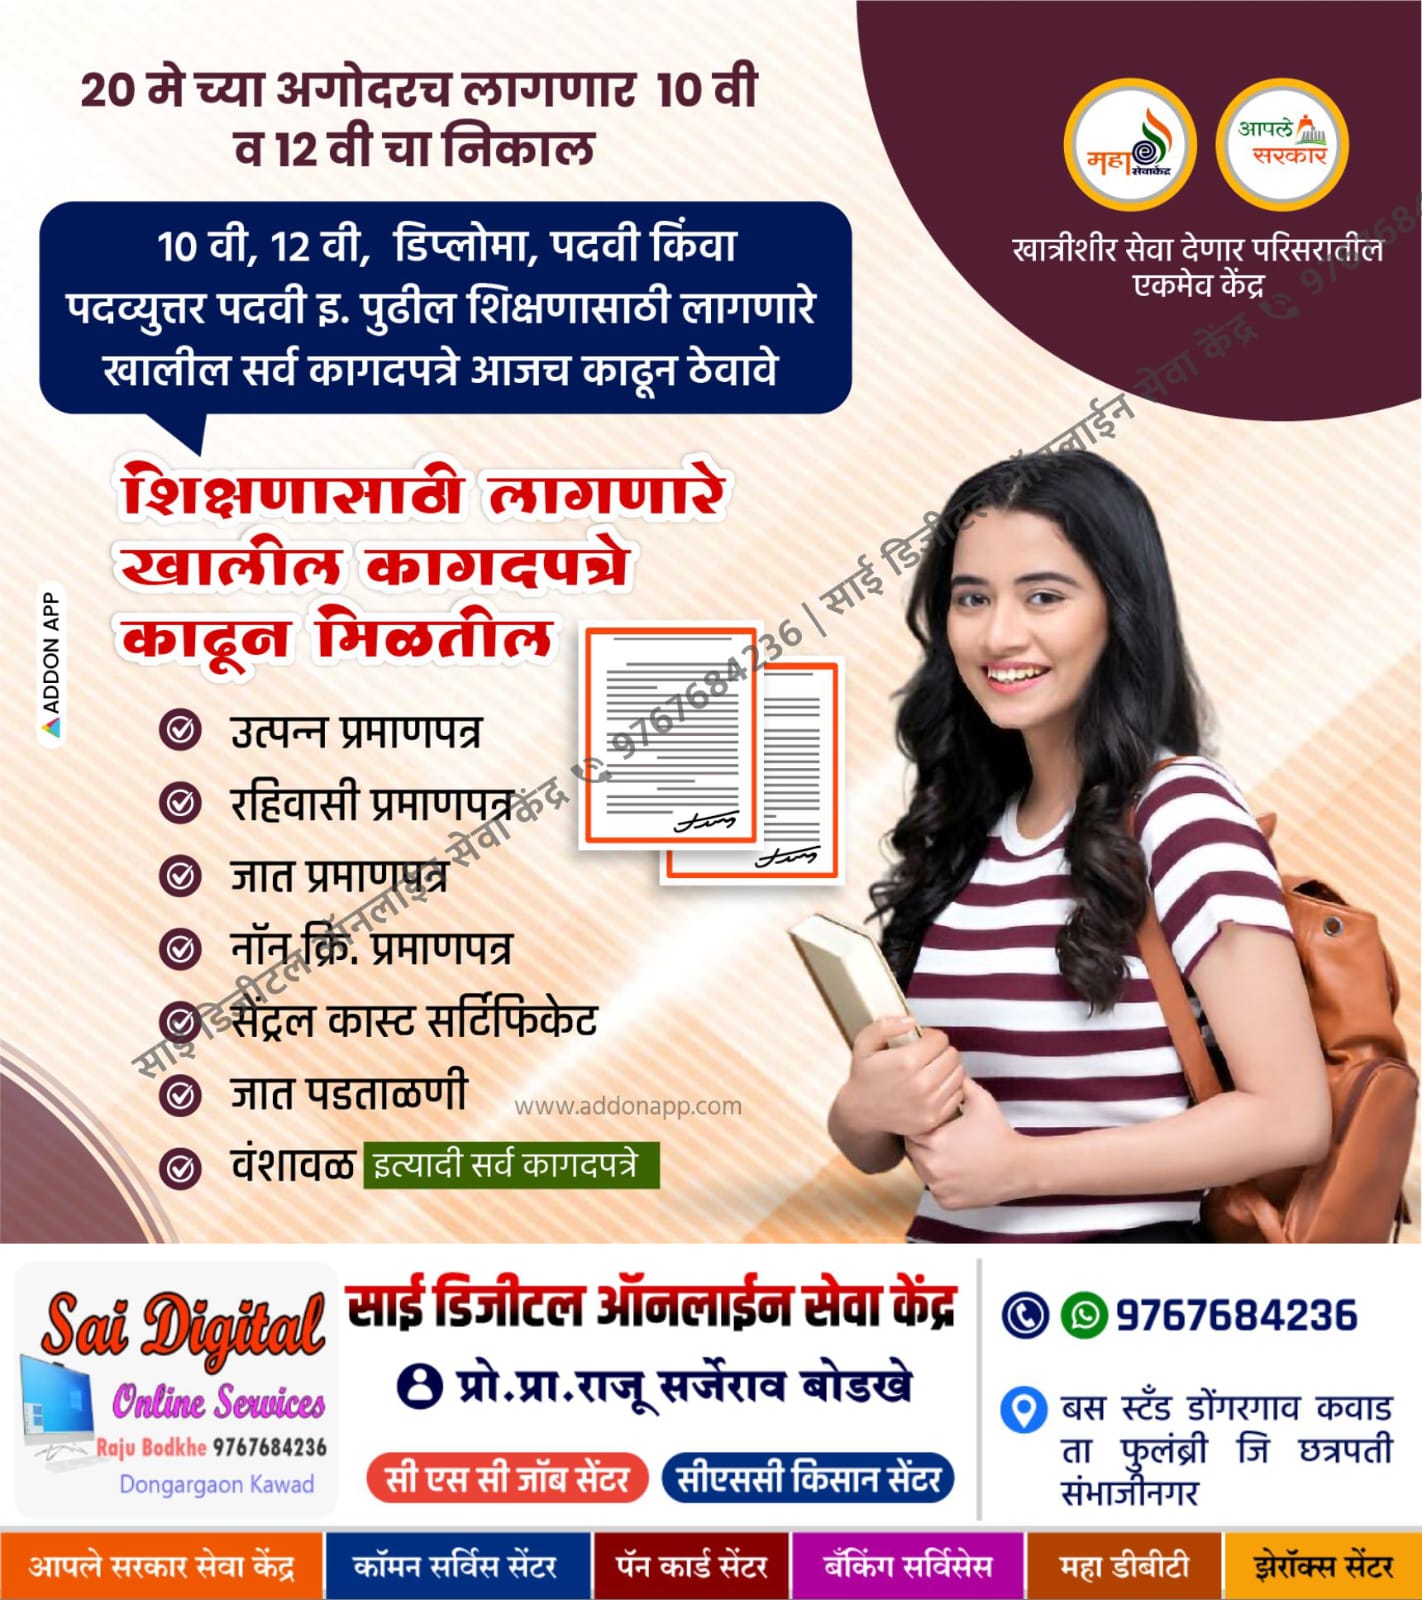 20 मे च्या अगोदरच लागणार 10 वी
व 12 वी चा निकाल
महा ई सेवाकेंद्र
आपले
सरकार
खात्रीशीर सेवा देणार परिसरातील
एकमेव केंद्र
10 वी, 12 वी, डिप्लोमा, पदवी किंवा
पदव्युत्तर पदवी इ. पुढील शिक्षणासाठी लागणारे
खालील सर्व कागदपत्रे आजच काढून ठेवावे
शिक्षणासाठी लागणारे
खालील कागदपत्रे
काढून मिळतील
ADDON APP
उत्पन्न प्रमाणपत्र
रहिवासी प्रमाणपत्र
जात प्रमाणपत्र
नॉन क्रि. प्रमाणपत्र
सेंट्रल कास्ट सर्टिफिकेट
जात पडताळणी
वंशावळ इत्यादी सर्व कागदपत्रे
www.addonapp.com
साई डिजीटल ऑनलाईन सेवा केंद्र 9767684236 | साई डिजीटल ऑनलाईन सेवा केंद्र 97676842
Sai Digital
Online Services
Raju Bodkhe 9767684236
Dongargaon Kawad
साई डिजीटल ऑनलाईन सेवा केंद्र
प्रो.प्रा.राजू सर्जेराव बोडखे
सी एस सी जॉब सेंटर
सीएससी किसान सेंटर
9767684236
बस स्टँड डोंगरगाव कवाड
ता फुलंब्री जि छत्रपती
संभाजीनगर
आपले सरकार सेवा केंद्र
कॉमन सर्विस सेंटर
पॅन कार्ड सेंटर
बँकिंग सर्विसेस
महा डीबीटी
झेरॉक्स सेंटर